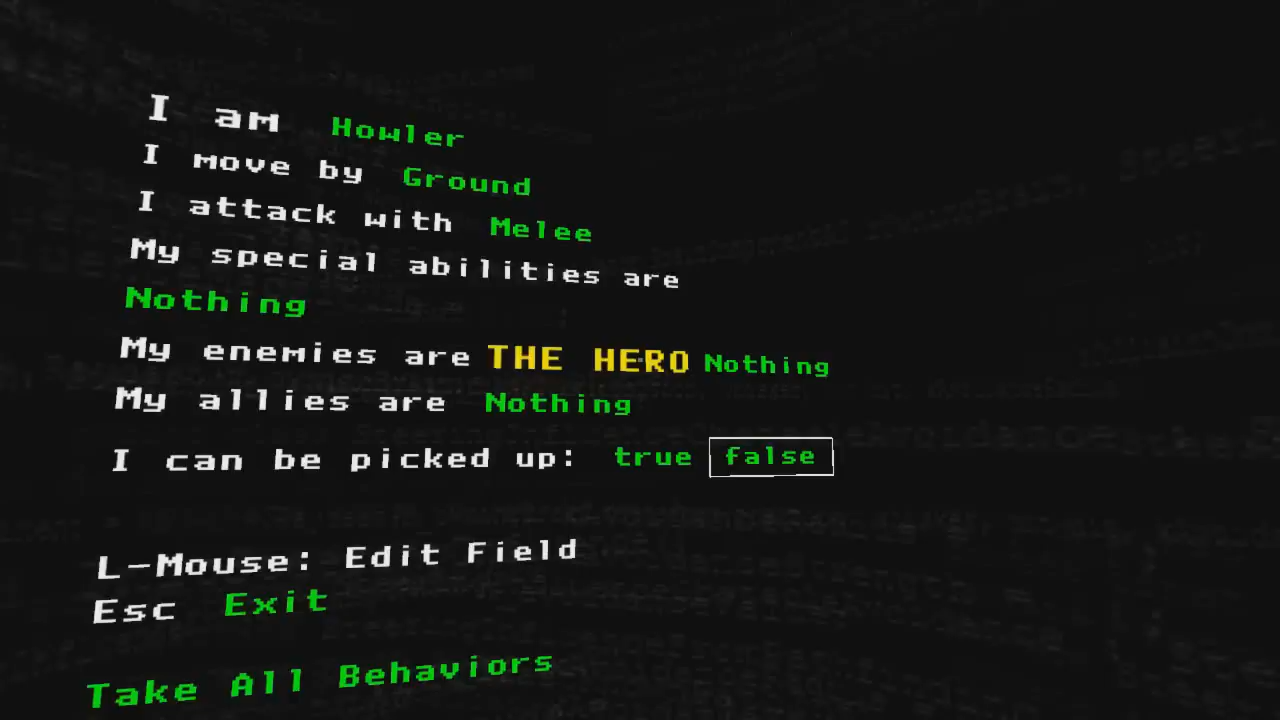 I am Howler
I move by Ground
I attack with Melee
My special abilities are
Nothing
My enemies are THE HERO Nothing
My allies are Nothing
I can be picked up: true false
L-Mouse: Edit Field
Esc Exit
Take All Behaviors